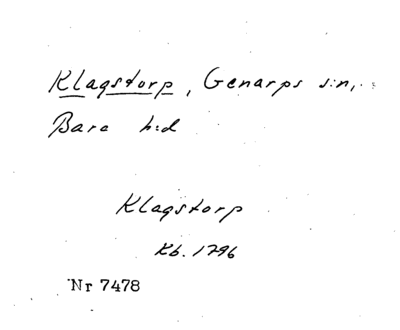 Klagstorp, Genarps s:n,
Bara h:d
Klagstorp
Kb. 1796
Nr 7478